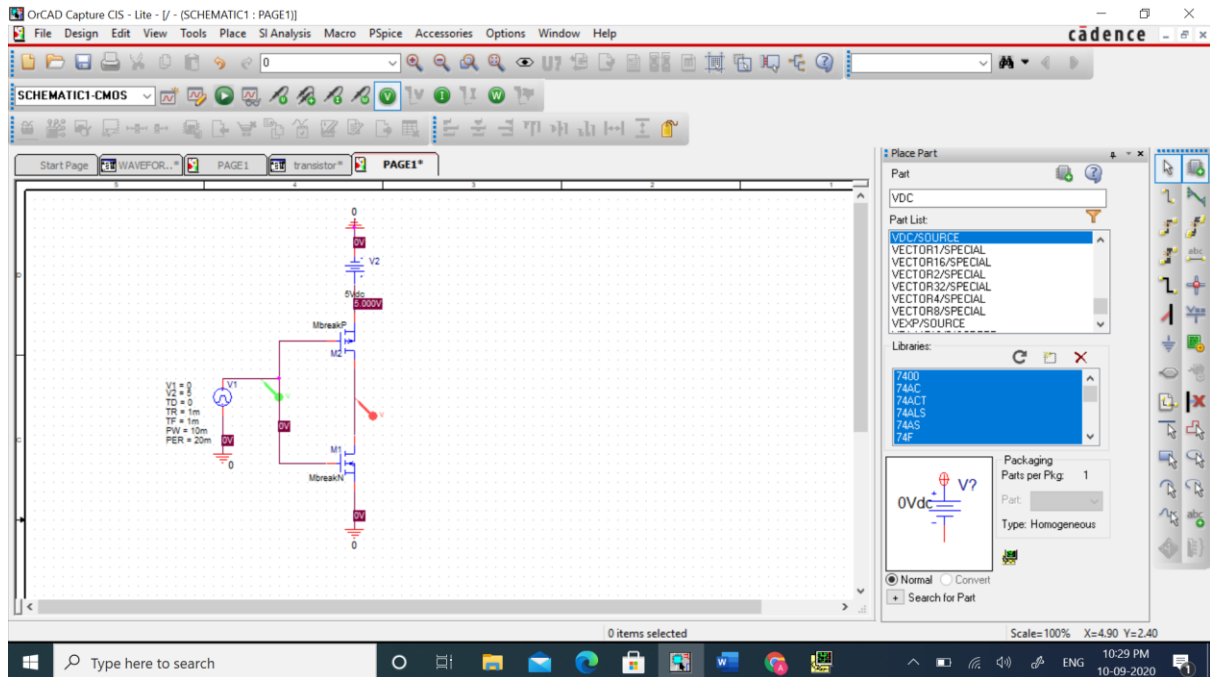 OrCAD Capture CIS - Lite - [/ - (SCHEMATIC1 : PAGE1)]
File Design Edit View Tools Place SI Analysis Macro PSpice Accessories Options Window Help
cādence
0
U?
SCHEMATIC1-CMOS
V I W
Start Page WAVEFOR...* PAGE1 transistor* PAGE1*
5 4 3 2 1
D
C
0
0V
V2
5Vdc
5.000V
MbreakP
M2
V1 = 0
V2 = 5
TD = 0
TR = 1m
TF = 1m
PW = 10m
PER = 20m
V1
0V
0
V
0V
V
M1
MbreakN
0V
0
Place Part
Part
VDC
Part List:
VDC/SOURCE
VECTOR1/SPECIAL
VECTOR16/SPECIAL
VECTOR2/SPECIAL
VECTOR32/SPECIAL
VECTOR4/SPECIAL
VECTOR8/SPECIAL
VEXP/SOURCE
Libraries:
7400
74AC
74ACT
74ALS
74AS
74F
Packaging
Parts per Pkg: 1
Part:
Type: Homogeneous
V?
0Vdc
Normal Convert
+ Search for Part
0 items selected
Scale=100% X=4.90 Y=2.40
Type here to search
ENG
10:29 PM
10-09-2020
1